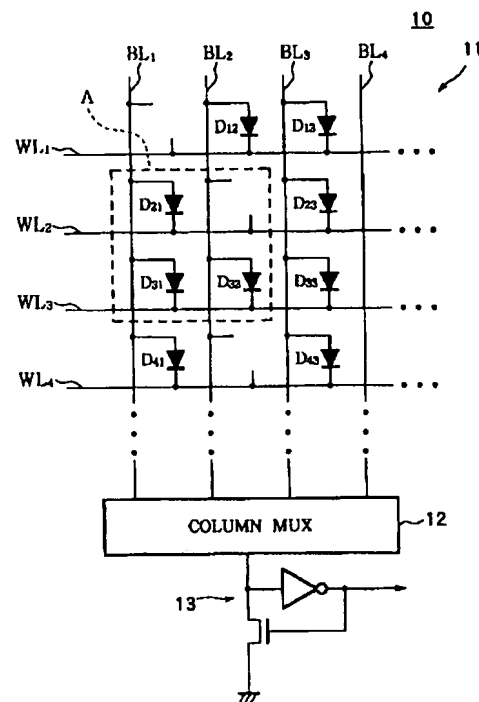 10
BL1 BL2 BL3 BL4
11
A
D12 D13
WL1
D21 D23
WL2
D31 D32 D33
WL3
D41 D43
WL4
COLUMN MUX
12
13